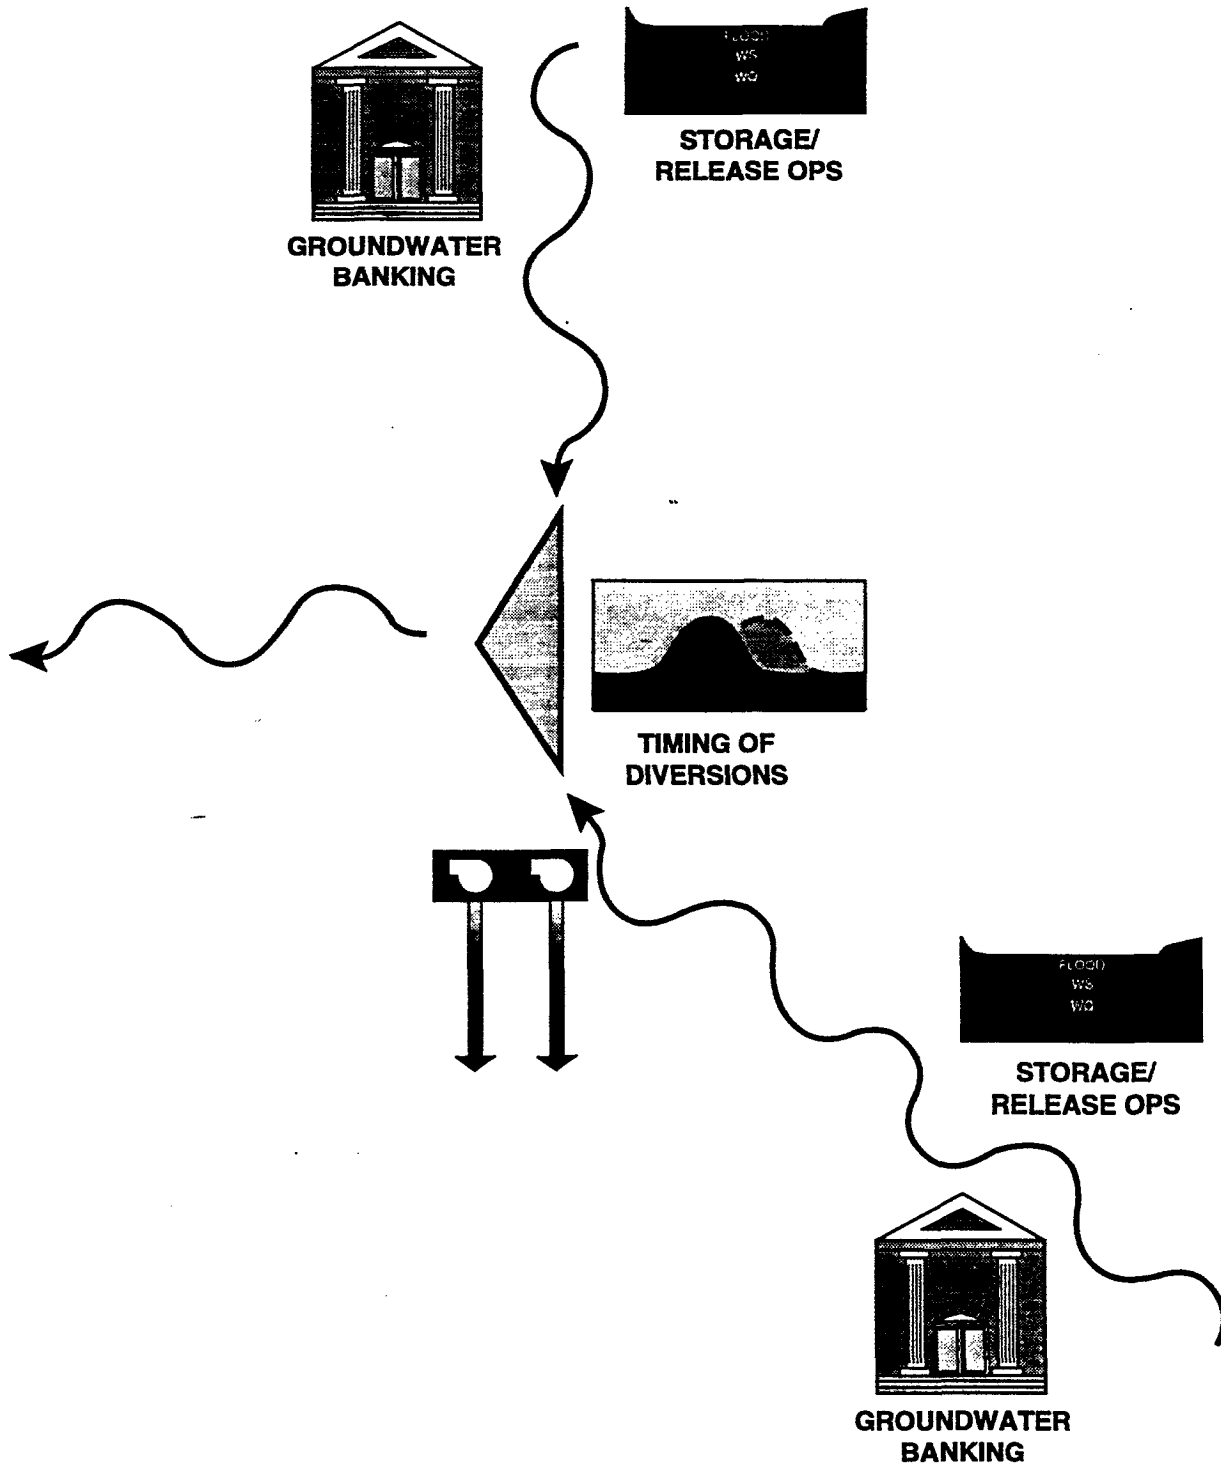 FLOOD
WS
WQ
STORAGE/
RELEASE OPS
GROUNDWATER
BANKING
TIMING OF
DIVERSIONS
FLOOD
WS
WQ
STORAGE/
RELEASE OPS
GROUNDWATER
BANKING